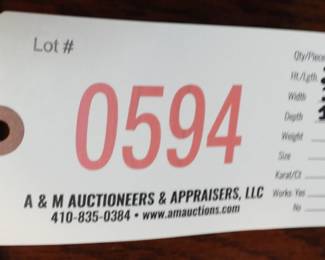 Lot #
Qty/Piece
Ht./Lgth
Width
Depth
Weight
Size
Karat/Ct
Works Yes
No
0594
A & M AUCTIONEERS & APPRAISERS, LLC
410-835-0384 • www.amauctions.com